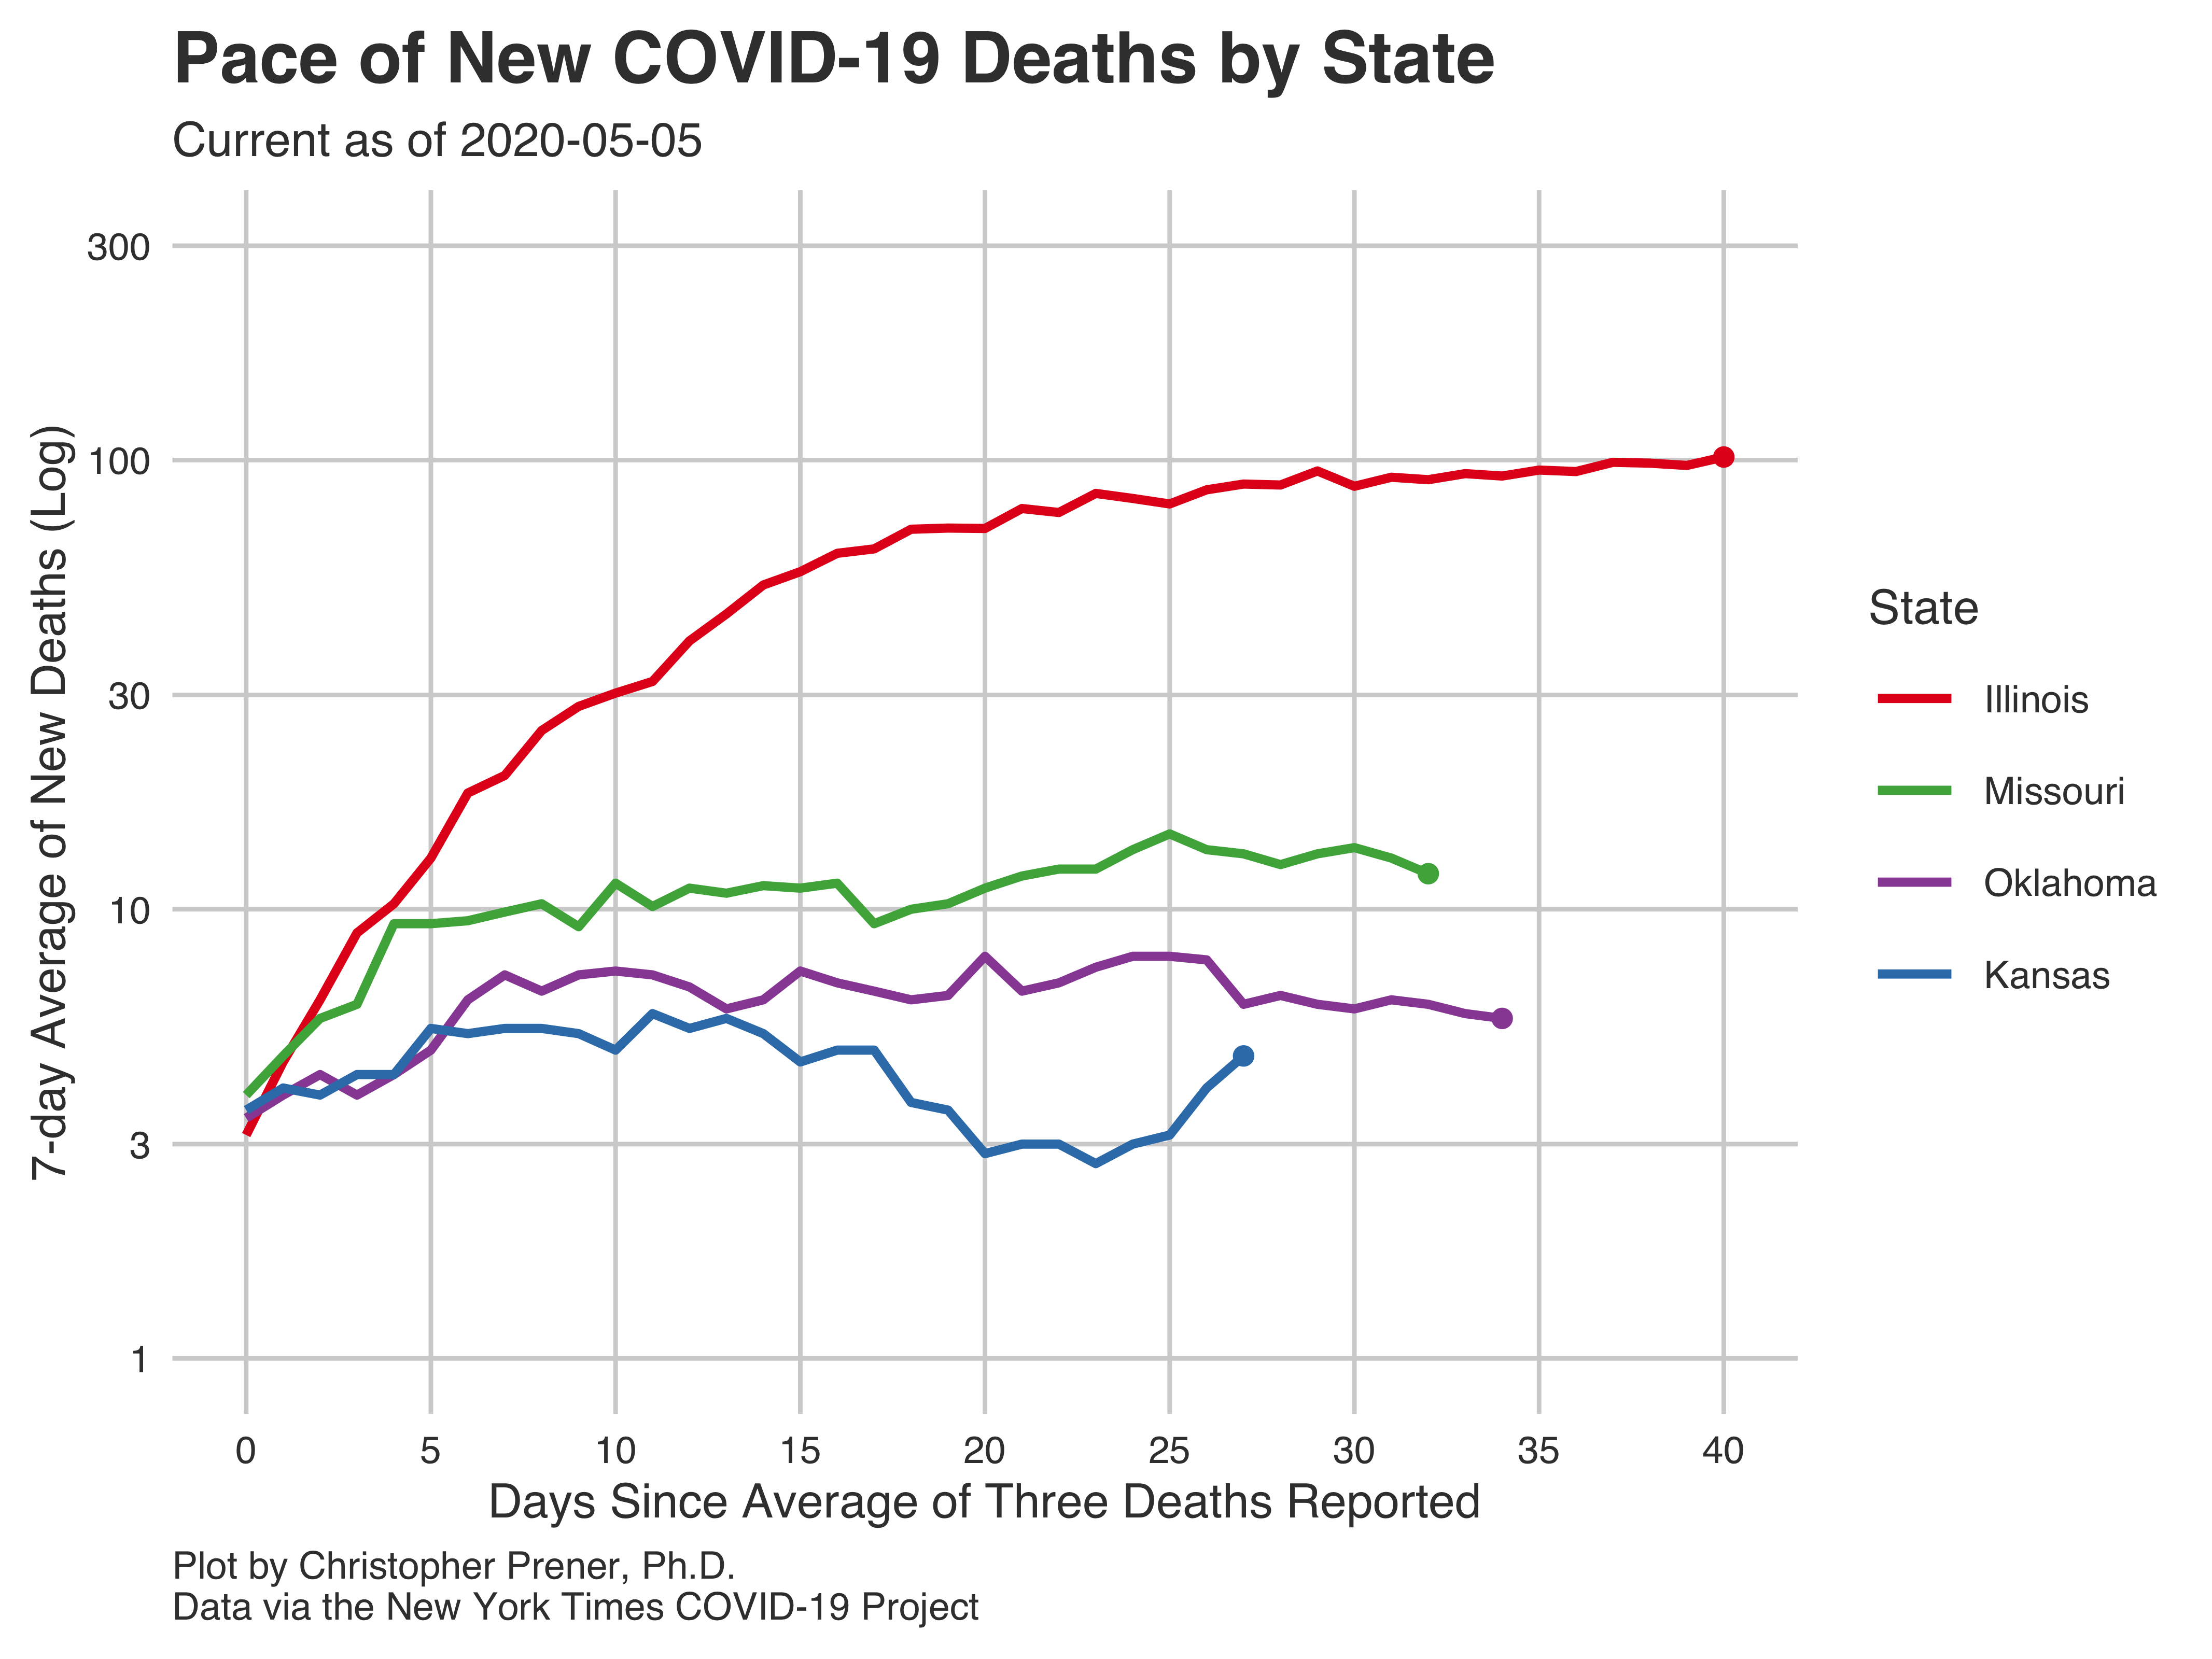 Pace of New COVID-19 Deaths by State
Current as of 2020-05-05
7-day Average of New Deaths (Log)
300
100
30
10
3
1
0 5 10 15 20 25 30 35 40
Days Since Average of Three Deaths Reported
State
Illinois
Missouri
Oklahoma
Kansas
Plot by Christopher Prener, Ph.D.
Data via the New York Times COVID-19 Project